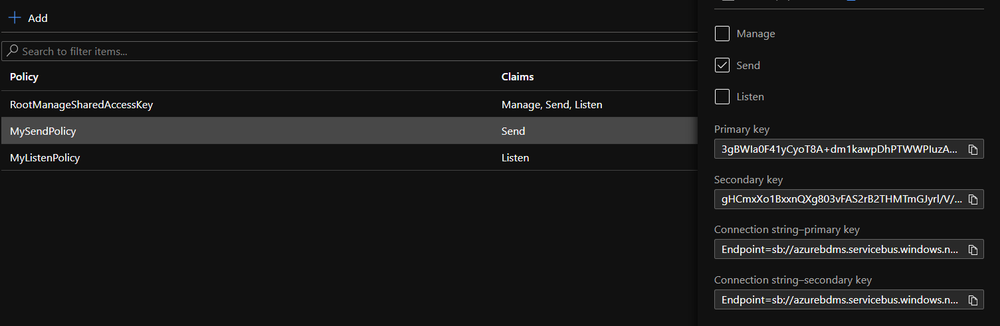 Add
Search to filter items...
Policy Claims
RootManageSharedAccessKey Manage, Send, Listen
MySendPolicy Send
MyListenPolicy Listen
Manage
Send
Listen
Primary key
3gBWIa0F41yCyoT8A+dm1kawpDhPTWWPIuzA...
Secondary key
gHCmxXo1BxxnQXg803vFAS2rB2THMTmGJyrl/V/...
Connection string–primary key
Endpoint=sb://azurebdms.servicebus.windows.n...
Connection string–secondary key
Endpoint=sb://azurebdms.servicebus.windows.n...